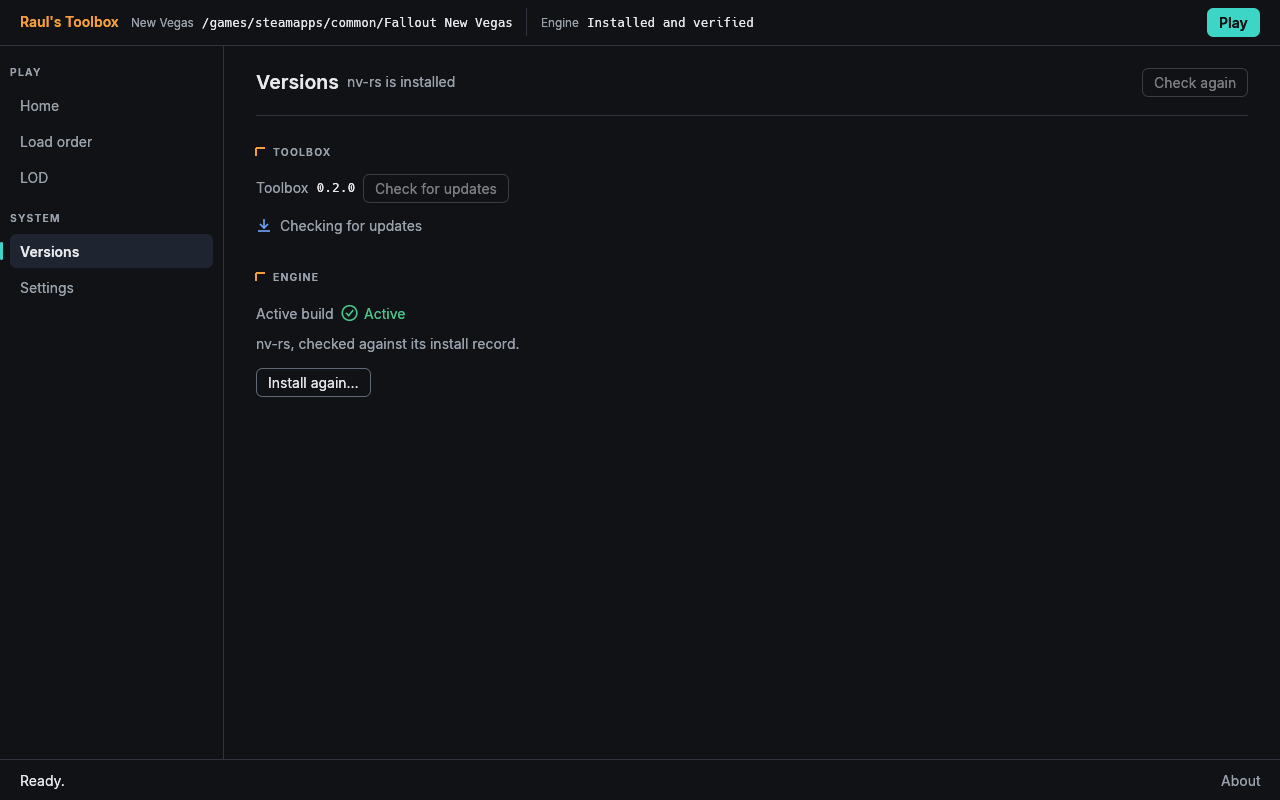 Raul's Toolbox New Vegas /games/steamapps/common/Fallout New Vegas Engine Installed and verified Play
PLAY
Home
Load order
LOD
SYSTEM
Versions
Settings
Versions nv-rs is installed Check again
TOOLBOX
Toolbox 0.2.0 Check for updates
Checking for updates
ENGINE
Active build Active
nv-rs, checked against its install record.
Install again...
Ready. About